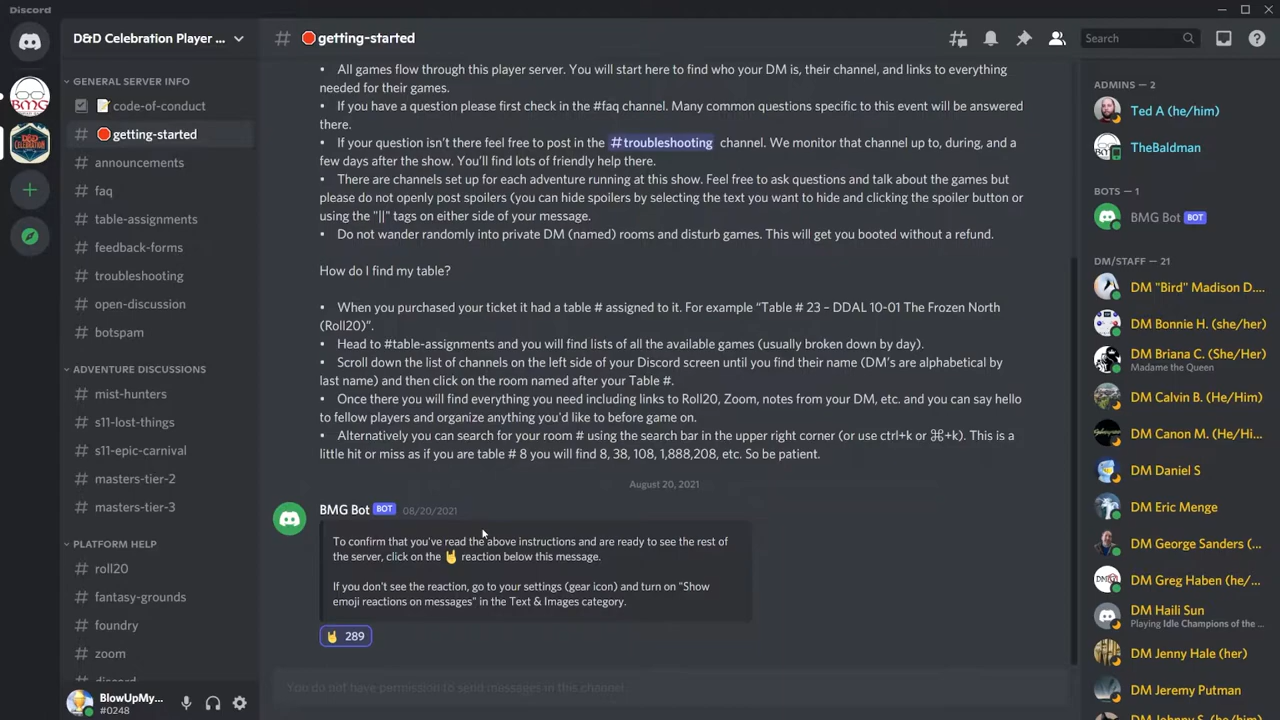 Discord
D&D Celebration Player ...
# getting-started
Search
GENERAL SERVER INFO
code-of-conduct
# getting-started
# announcements
# faq
# table-assignments
# feedback-forms
# troubleshooting
# open-discussion
# botspam
ADVENTURE DISCUSSIONS
# mist-hunters
# s11-lost-things
# s11-epic-carnival
# masters-tier-2
# masters-tier-3
PLATFORM HELP
# roll20
# fantasy-grounds
# foundry
# zoom
# discord
BlowUpMy...
#0248
BMG
D&D
CELEBRATION
• All games flow through this player server. You will start here to find who your DM is, their channel, and links to everything
needed for their games.
• If you have a question please first check in the #faq channel. Many common questions specific to this event will be answered
there.
• If your question isn't there feel free to post in the #troubleshooting channel. We monitor that channel up to, during, and a
few days after the show. You'll find lots of friendly help there.
• There are channels set up for each adventure running at this show. Feel free to ask questions and talk about the games but
please do not openly post spoilers (you can hide spoilers by selecting the text you want to hide and clicking the spoiler button or
using the "||" tags on either side of your message.
• Do not wander randomly into private DM (named) rooms and disturb games. This will get you booted without a refund.
How do I find my table?
• When you purchased your ticket it had a table # assigned to it. For example “Table # 23 – DDAL 10-01 The Frozen North
(Roll20)”.
• Head to #table-assignments and you will find lists of all the available games (usually broken down by day).
• Scroll down the list of channels on the left side of your Discord screen until you find their name (DM’s are alphabetical by
last name) and then click on the room named after your Table #.
• Once there you will find everything you need including links to Roll20, Zoom, notes from your DM, etc. and you can say hello
to fellow players and organize anything you’d like to before game on.
• Alternatively you can search for your room # using the search bar in the upper right corner (or use ctrl+k or ⌘+k). This is a
little hit or miss as if you are table # 8 you will find 8, 38, 108, 1,888,208, etc. So be patient.
August 20, 2021
BMG Bot BOT 08/20/2021
To confirm that you've read the above instructions and are ready to see the rest of
the server, click on the 🤘 reaction below this message.
If you don't see the reaction, go to your settings (gear icon) and turn on "Show
emoji reactions on messages" in the Text & Images category.
🤘 289
You do not have permission to send messages in this channel.
ADMINS – 2
Ted A (he/him)
TheBaldman
BOTS – 1
BMG Bot BOT
DM/STAFF – 21
DM "Bird" Madison D....
DM Bonnie H. (she/her)
DM Briana C. (She/Her)
Madame the Queen
DM Calvin B. (He/Him)
DM Canon M. (He/Hi...
DM Daniel S
DM Eric Menge
DM George Sanders (...
DM Greg Haben (he/...
DM Haili Sun
Playing Idle Champions of the ...
DM Jenny Hale (her)
DM Jeremy Putman